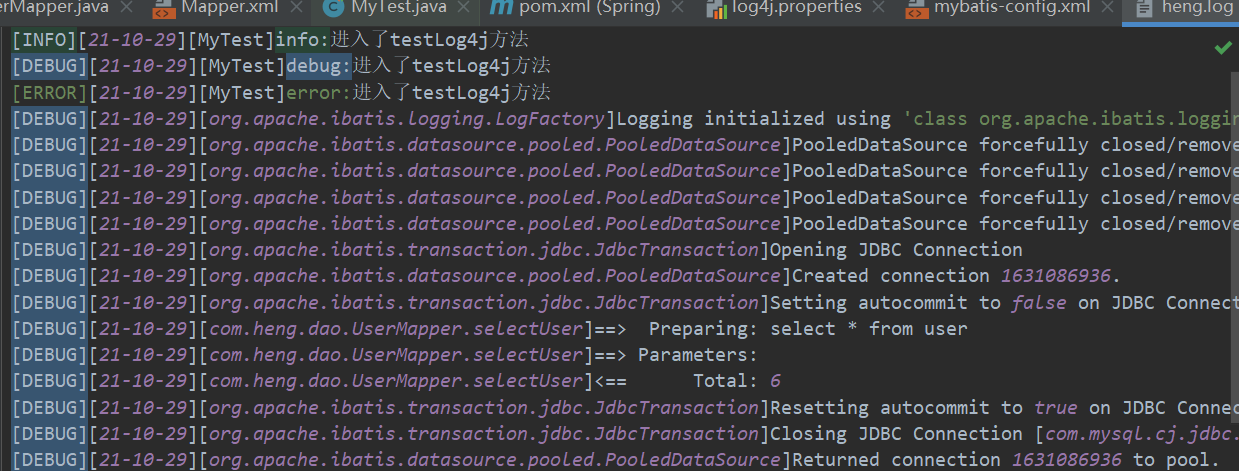 erMapper.java Mapper.xml MyTest.java pom.xml (Spring) log4j.properties mybatis-config.xml heng.log
[INFO][21-10-29][MyTest]info:进入了testLog4j方法
[DEBUG][21-10-29][MyTest]debug:进入了testLog4j方法
[ERROR][21-10-29][MyTest]error:进入了testLog4j方法
[DEBUG][21-10-29][org.apache.ibatis.logging.LogFactory]Logging initialized using 'class org.apache.ibatis.loggin
[DEBUG][21-10-29][org.apache.ibatis.datasource.pooled.PooledDataSource]PooledDataSource forcefully closed/remove
[DEBUG][21-10-29][org.apache.ibatis.datasource.pooled.PooledDataSource]PooledDataSource forcefully closed/remove
[DEBUG][21-10-29][org.apache.ibatis.datasource.pooled.PooledDataSource]PooledDataSource forcefully closed/remove
[DEBUG][21-10-29][org.apache.ibatis.datasource.pooled.PooledDataSource]PooledDataSource forcefully closed/remove
[DEBUG][21-10-29][org.apache.ibatis.transaction.jdbc.JdbcTransaction]Opening JDBC Connection
[DEBUG][21-10-29][org.apache.ibatis.datasource.pooled.PooledDataSource]Created connection 1631086936.
[DEBUG][21-10-29][org.apache.ibatis.transaction.jdbc.JdbcTransaction]Setting autocommit to false on JDBC Connect
[DEBUG][21-10-29][com.heng.dao.UserMapper.selectUser]==>  Preparing: select * from user
[DEBUG][21-10-29][com.heng.dao.UserMapper.selectUser]==> Parameters:
[DEBUG][21-10-29][com.heng.dao.UserMapper.selectUser]<==      Total: 6
[DEBUG][21-10-29][org.apache.ibatis.transaction.jdbc.JdbcTransaction]Resetting autocommit to true on JDBC Connec
[DEBUG][21-10-29][org.apache.ibatis.transaction.jdbc.JdbcTransaction]Closing JDBC Connection [com.mysql.cj.jdbc.
[DEBUG][21-10-29][org.apache.ibatis.datasource.pooled.PooledDataSource]Returned connection 1631086936 to pool.